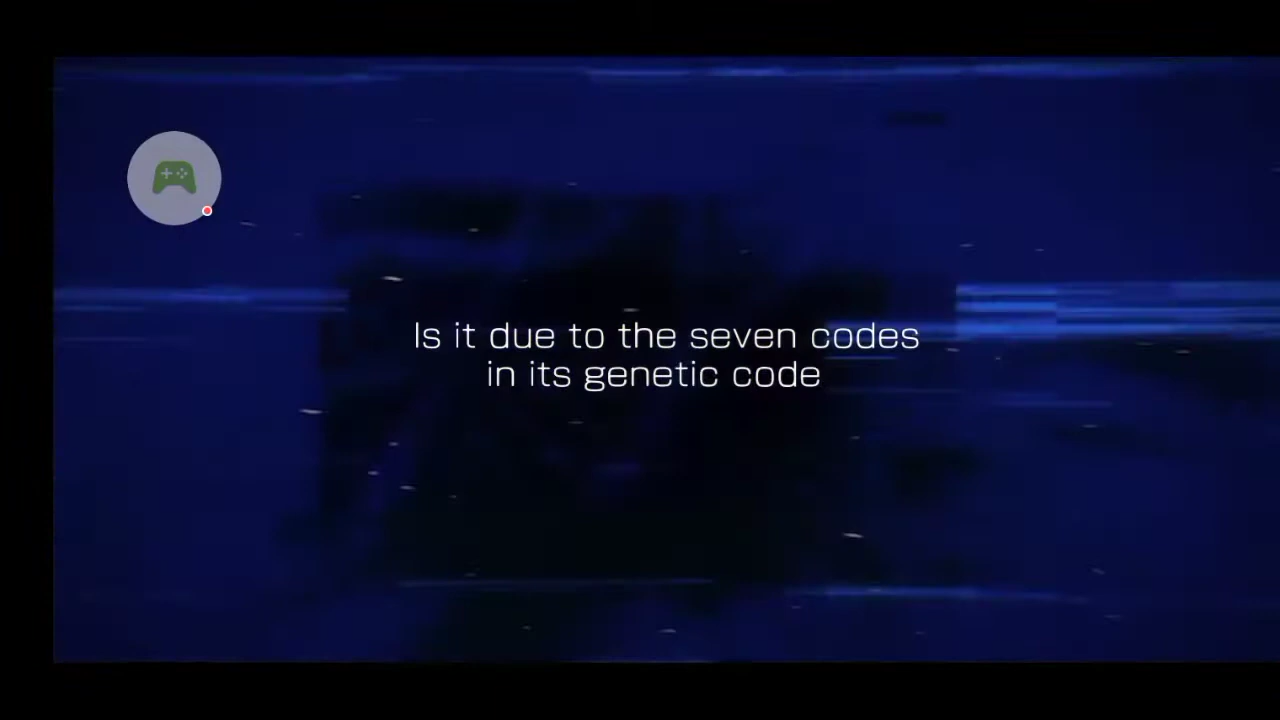 Is it due to the seven codes
in its genetic code